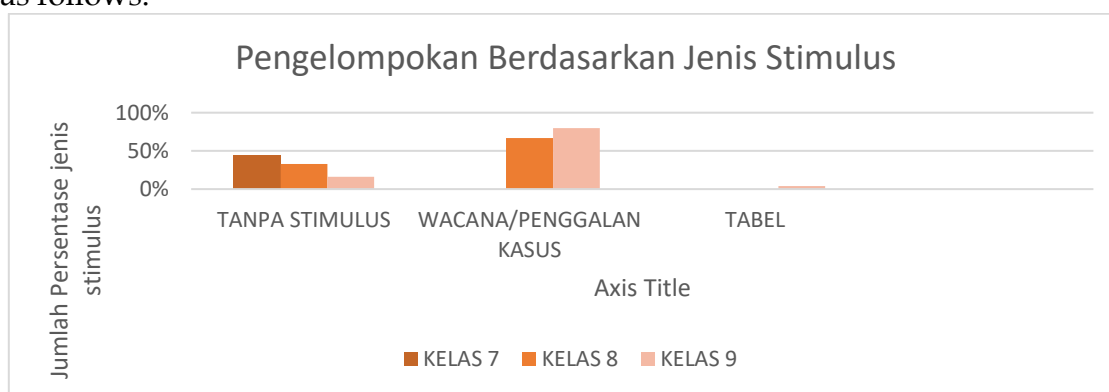 as follows.
Pengelompokan Berdasarkan Jenis Stimulus
Jumlah Persentase jenis
stimulus
100%
50%
0%
TANPA STIMULUS
WACANA/PENGGALAN
KASUS
TABEL
Axis Title
KELAS 7
KELAS 8
KELAS 9